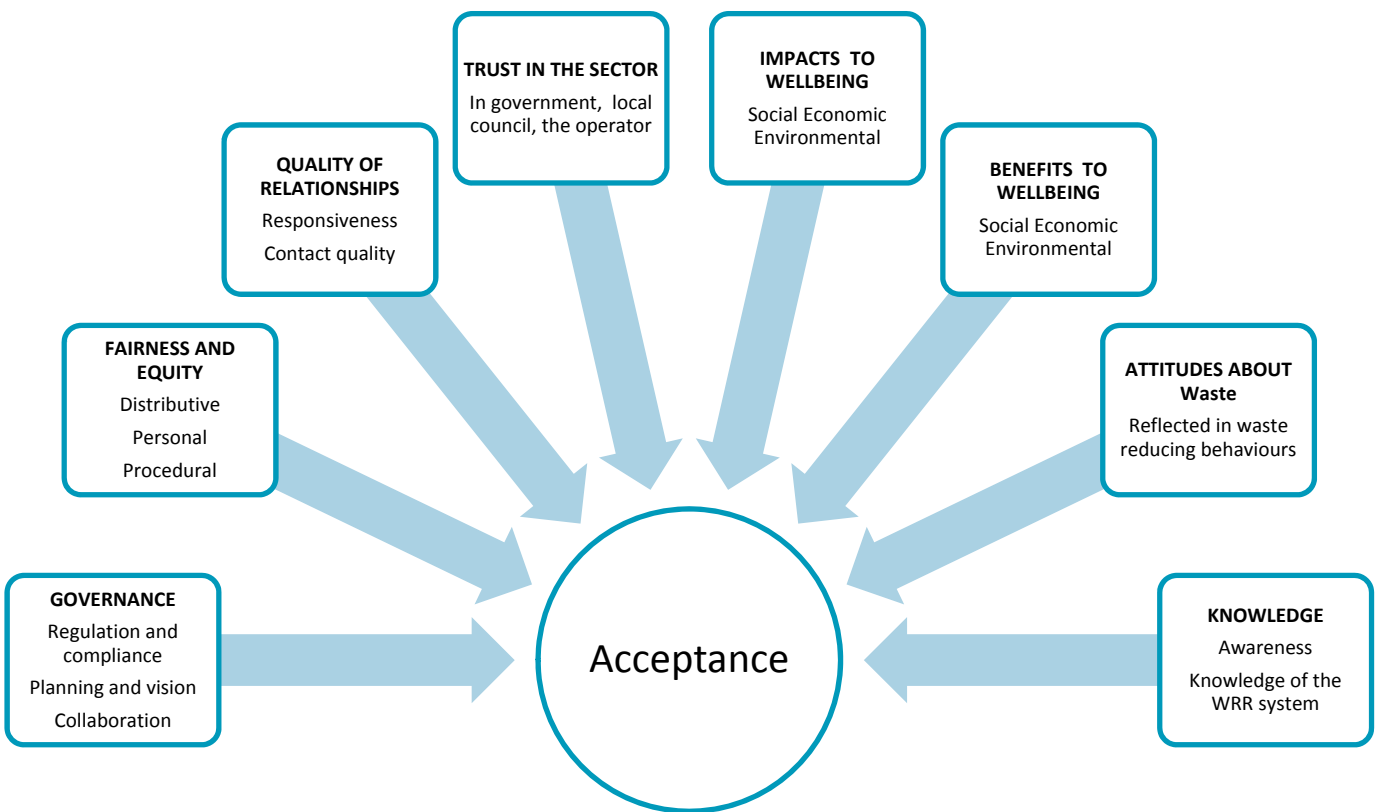 GOVERNANCE
Regulation and
compliance
Planning and vision
Collaboration
FAIRNESS AND
EQUITY
Distributive
Personal
Procedural
QUALITY OF
RELATIONSHIPS
Responsiveness
Contact quality
TRUST IN THE SECTOR
In government, local
council, the operator
IMPACTS TO
WELLBEING
Social Economic
Environmental
BENEFITS TO
WELLBEING
Social Economic
Environmental
ATTITUDES ABOUT
Waste
Reflected in waste
reducing behaviours
KNOWLEDGE
Awareness
Knowledge of the
WRR system
Acceptance